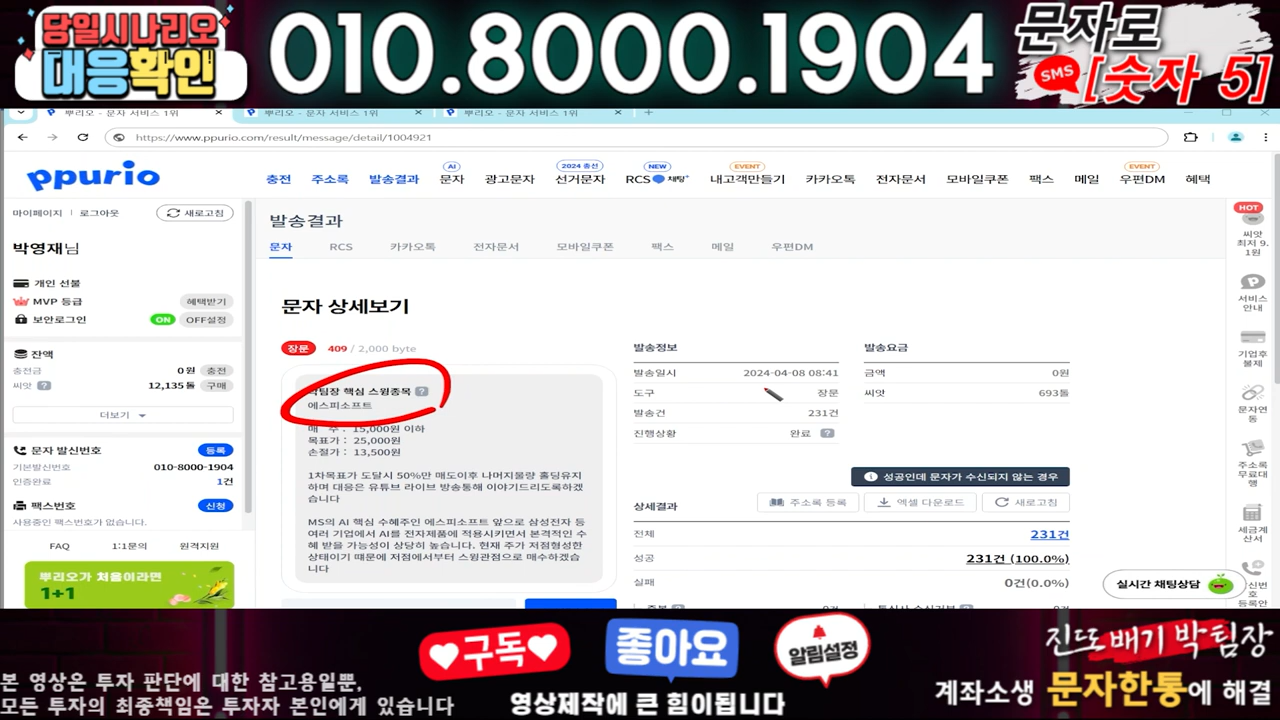 당일시나리오
대응확인
010.8000.1904
문자로
SMS
[숫자 5]
뿌리오 - 문자 서비스 1위
뿌리오 - 문자 서비스 1위
뿌리오 - 문자 서비스 1위
https://www.ppurio.com/result/message/detail/1004921
ppurio
충전
주소록
발송결과
AI
문자
광고문자
2024 총선
선거문자
NEW
RCS 채팅+
EVENT
내고객만들기
카카오톡
전자문서
모바일쿠폰
팩스
메일
EVENT
우편DM
혜택
마이페이지 | 로그아웃
새로고침
박영재님
개인 선불
MVP 등급
혜택받기
보안로그인
ON
OFF설정
잔액
충전금
0원
충전
씨앗 ?
12,135톨
구매
더보기
문자 발신번호
등록
기본발신번호
010-8000-1904
인증완료
1건
팩스번호
신청
사용중인 팩스번호가 없습니다.
FAQ
1:1문의
원격지원
뿌리오가 처음이라면
1+1
발송결과
문자
RCS
카카오톡
전자문서
모바일쿠폰
팩스
메일
우편DM
문자 상세보기
장문
409 / 2,000 byte
핵심 스윙종목 ?
에스피소프트
매 수 : 15,000원 이하
목표가 : 25,000원
손절가 : 13,500원
1차목표가 도달시 50%만 매도이후 나머지물량 홀딩유지
하며 대응은 유튜브 라이브 방송통해 이야기드리도록하겠
습니다
MS의 AI 핵심 수혜주인 에스피소프트 앞으로 삼성전자 등
여러 기업에서 AI를 전자제품에 적용시키면서 본격적인 수
혜 받을 가능성이 상당히 높습니다. 현재 주가 저점형성한
상태이기 때문에 저점에서부터 스윙관점으로 매수하겠습
니다
발송정보
발송일시
2024-04-08 08:41
도구
장문
발송건
231건
진행상황
완료 ?
발송요금
금액
0원
씨앗
693톨
성공인데 문자가 수신되지 않는 경우
상세결과
주소록 등록
엑셀 다운로드
새로고침
전체
231건
성공
231건 (100.0%)
실패
0건(0.0%)
실시간 채팅상담
HOT
씨앗
최저 9.
1원
서비스
안내
기업후
불제
문자연
동
주소록
무료대
행
세금계
산서
신번
호
등록안
구독
좋아요
알림설정
영상제작에 큰 힘이됩니다
본 영상은 투자 판단에 대한 참고용일뿐,
모든 투자의 최종책임은 투자자 본인에게 있습니다
진또배기 박팀장
계좌소생 문자한통에 해결